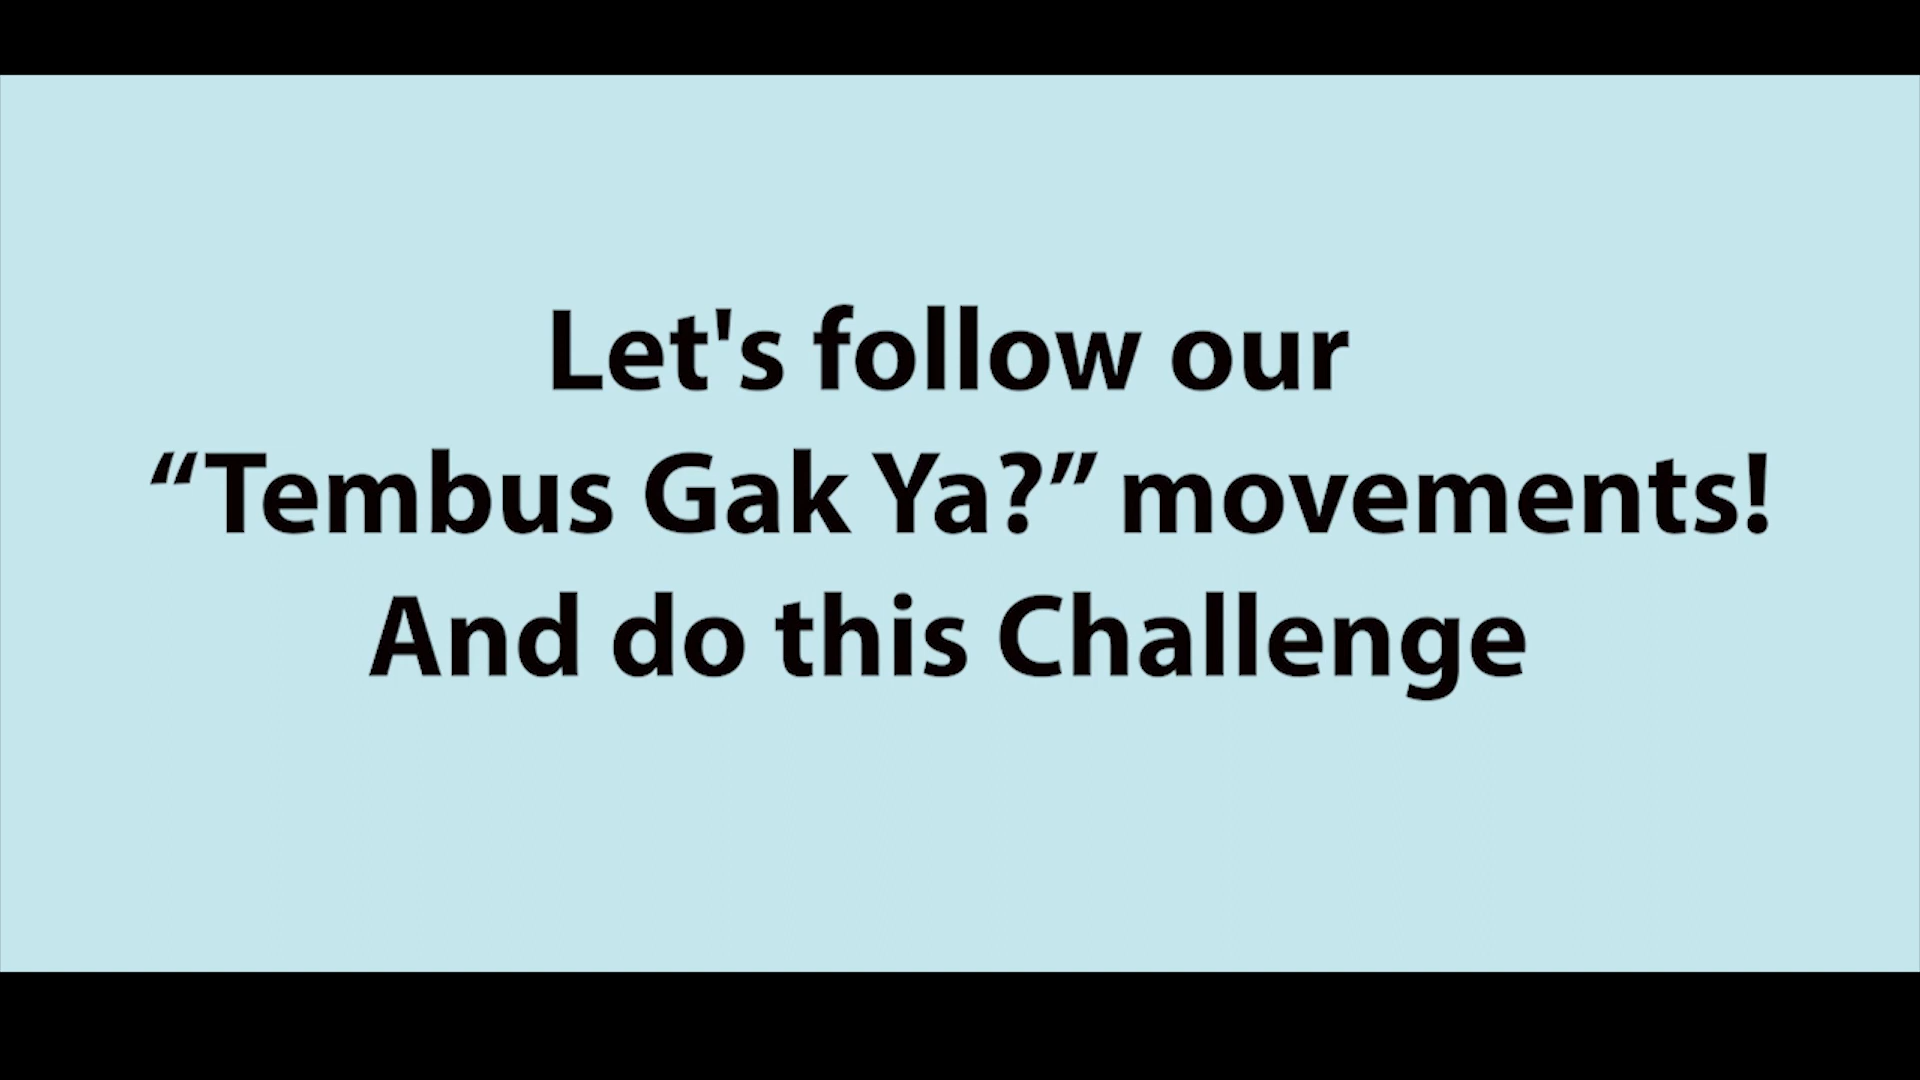 Let's follow our
“Tembus Gak Ya?” movements!
And do this Challenge